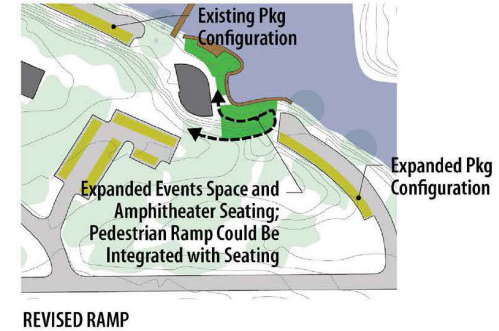 Existing Pkg
Configuration
Expanded Pkg
Configuration
Expanded Events Space and
Amphitheater Seating;
Pedestrian Ramp Could Be
Integrated with Seating
REVISED RAMP